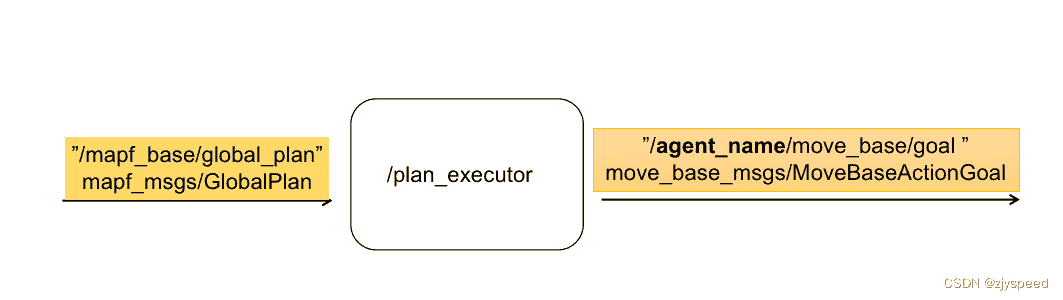 ”/mapf_base/global_plan”
mapf_msgs/GlobalPlan
/plan_executor
”/agent_name/move_base/goal ”
move_base_msgs/MoveBaseActionGoal
CSDN @zjyspeed